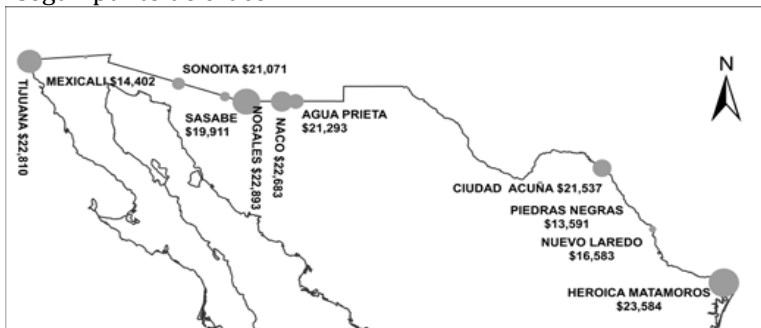 según punto de cruce
N
SONOITA $21,071
MEXICALI $14,402
TIJUANA $22,810
SASABE
$19,911
NOGALES $22,893
NACO $22,683
AGUA PRIETA
$21,293
CIUDAD ACUÑA $21,537
PIEDRAS NEGRAS
$13,591
NUEVO LAREDO
$16,583
HEROICA MATAMOROS
$23,584